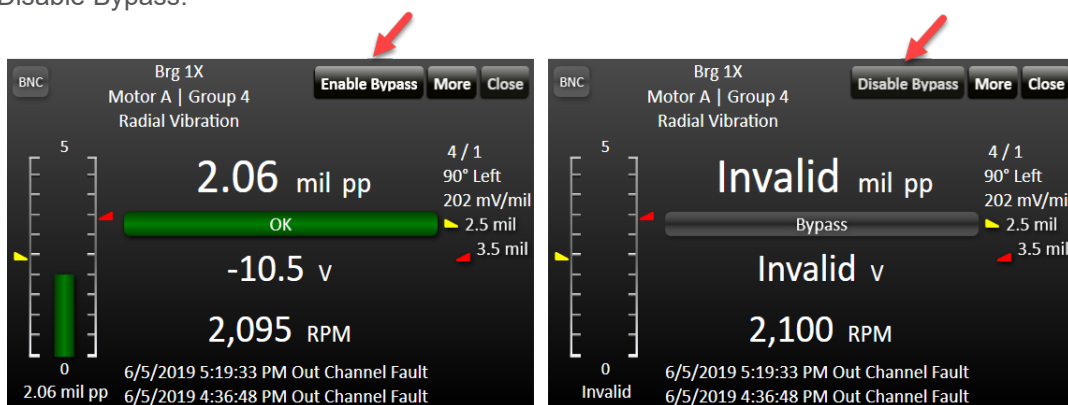 Disable Bypass.
BNC
Brg 1X
Motor A | Group 4
Radial Vibration
Enable Bypass
More
Close
5
2.06 mil pp
OK
-10.5 V
2,095 RPM
4 / 1
90° Left
202 mV/mil
2.5 mil
3.5 mil
0
2.06 mil pp
6/5/2019 5:19:33 PM Out Channel Fault
6/5/2019 4:36:48 PM Out Channel Fault
BNC
Brg 1X
Motor A | Group 4
Radial Vibration
Disable Bypass
More
Close
5
Invalid mil pp
Bypass
Invalid V
2,100 RPM
4 / 1
90° Left
202 mV/mi
2.5 mil
3.5 mil
0
Invalid
6/5/2019 5:19:33 PM Out Channel Fault
6/5/2019 4:36:48 PM Out Channel Fault